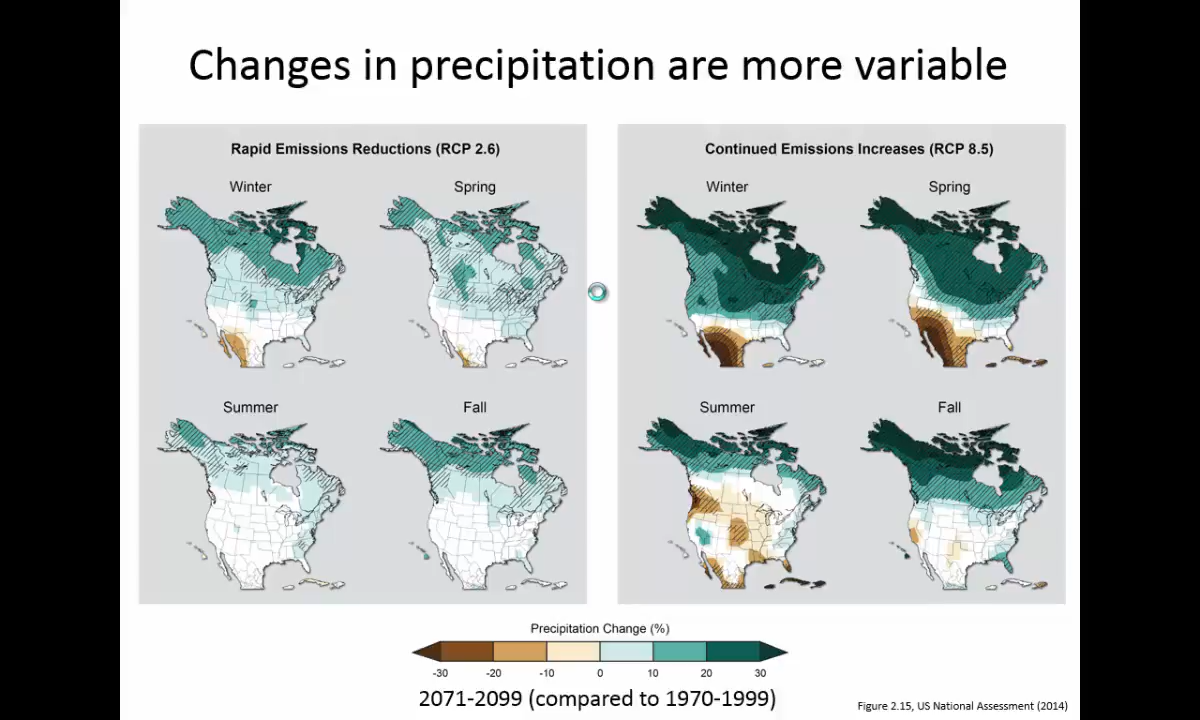 Changes in precipitation are more variable
Rapid Emissions Reductions (RCP 2.6)
Winter
Spring
Summer
Fall
Continued Emissions Increases (RCP 8.5)
Winter
Spring
Summer
Fall
Precipitation Change (%)
-30 -20 -10 0 10 20 30
2071-2099 (compared to 1970-1999)
Figure 2.15, US National Assessment (2014)